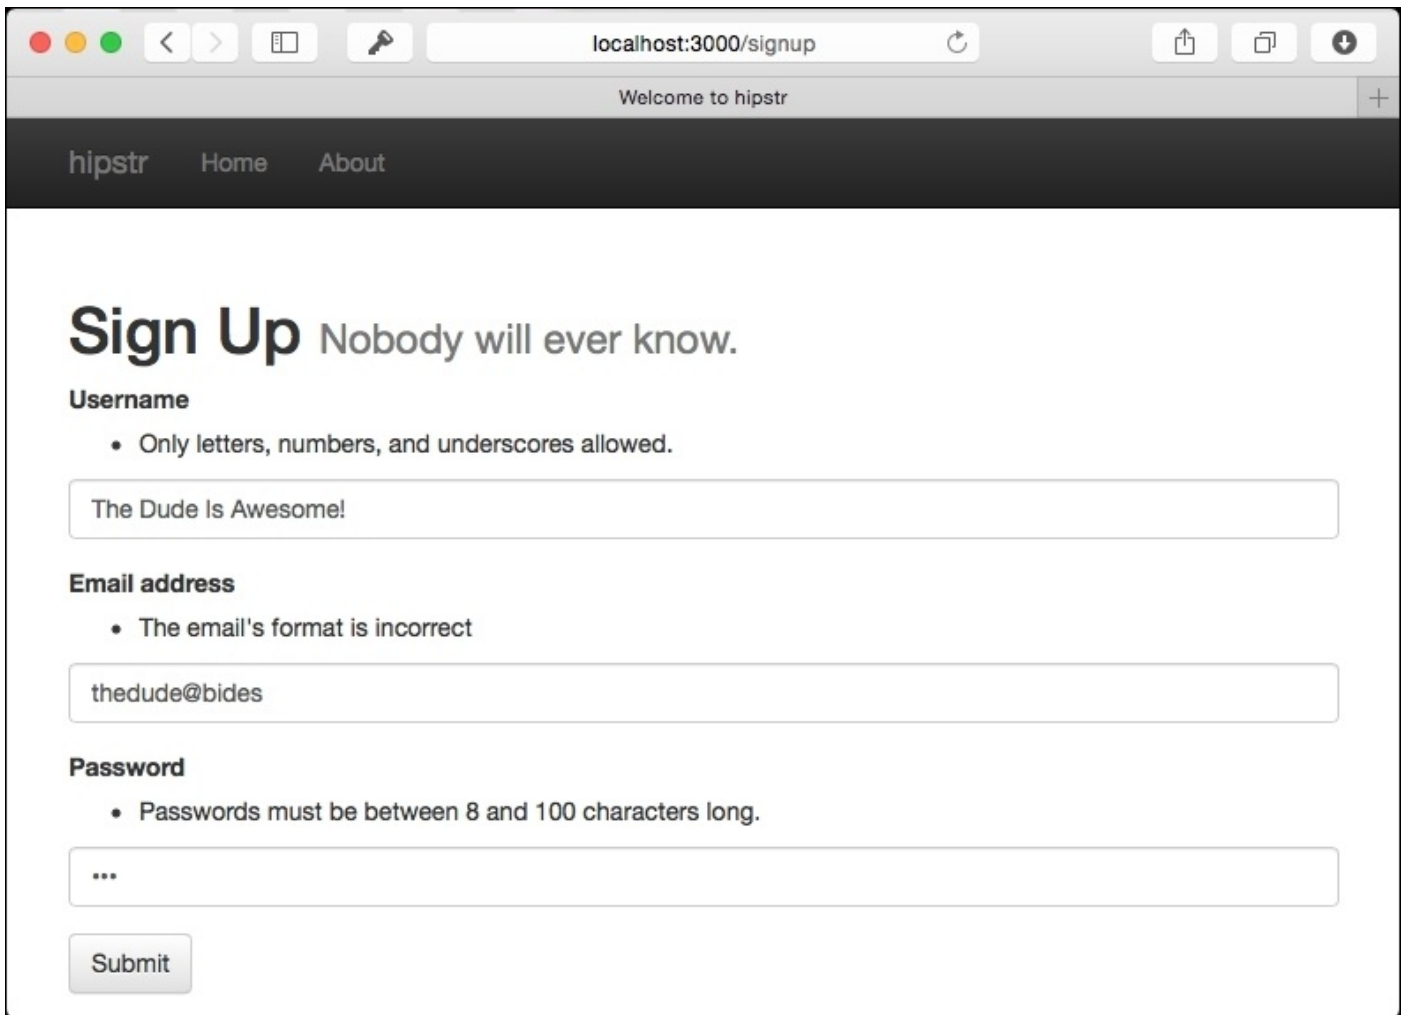 localhost:3000/signup
Welcome to hipstr
hipstr Home About
Sign Up Nobody will ever know.
Username
• Only letters, numbers, and underscores allowed.
The Dude Is Awesome!
Email address
• The email's format is incorrect
thedude@bides
Password
• Passwords must be between 8 and 100 characters long.
•••
Submit